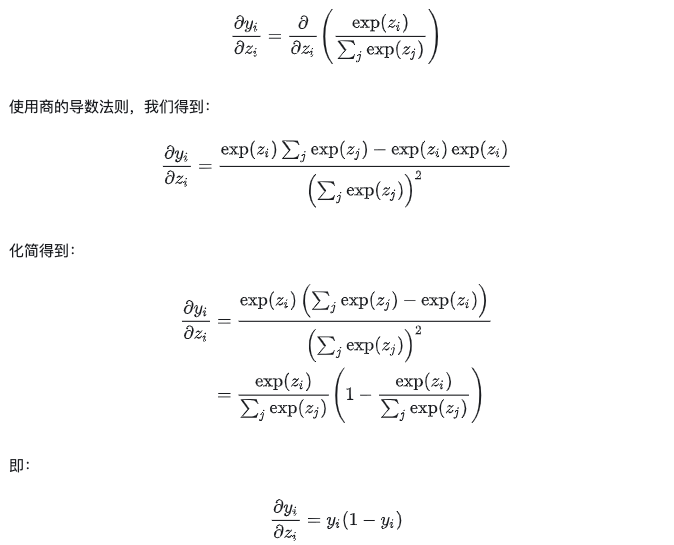 $$\frac{\partial y_i}{\partial z_i} = \frac{\partial}{\partial z_i}\left(\frac{\exp(z_i)}{\sum_j \exp(z_j)}\right)$$
使用商的导数法则，我们得到：
$$\frac{\partial y_i}{\partial z_i} = \frac{\exp(z_i)\sum_j \exp(z_j) - \exp(z_i)\exp(z_i)}{\left(\sum_j \exp(z_j)\right)^2}$$
化简得到：
$$\frac{\partial y_i}{\partial z_i} = \frac{\exp(z_i)\left(\sum_j \exp(z_j) - \exp(z_i)\right)}{\left(\sum_j \exp(z_j)\right)^2}$$
$$= \frac{\exp(z_i)}{\sum_j \exp(z_j)}\left(1 - \frac{\exp(z_i)}{\sum_j \exp(z_j)}\right)$$
即：
$$\frac{\partial y_i}{\partial z_i} = y_i(1 - y_i)$$